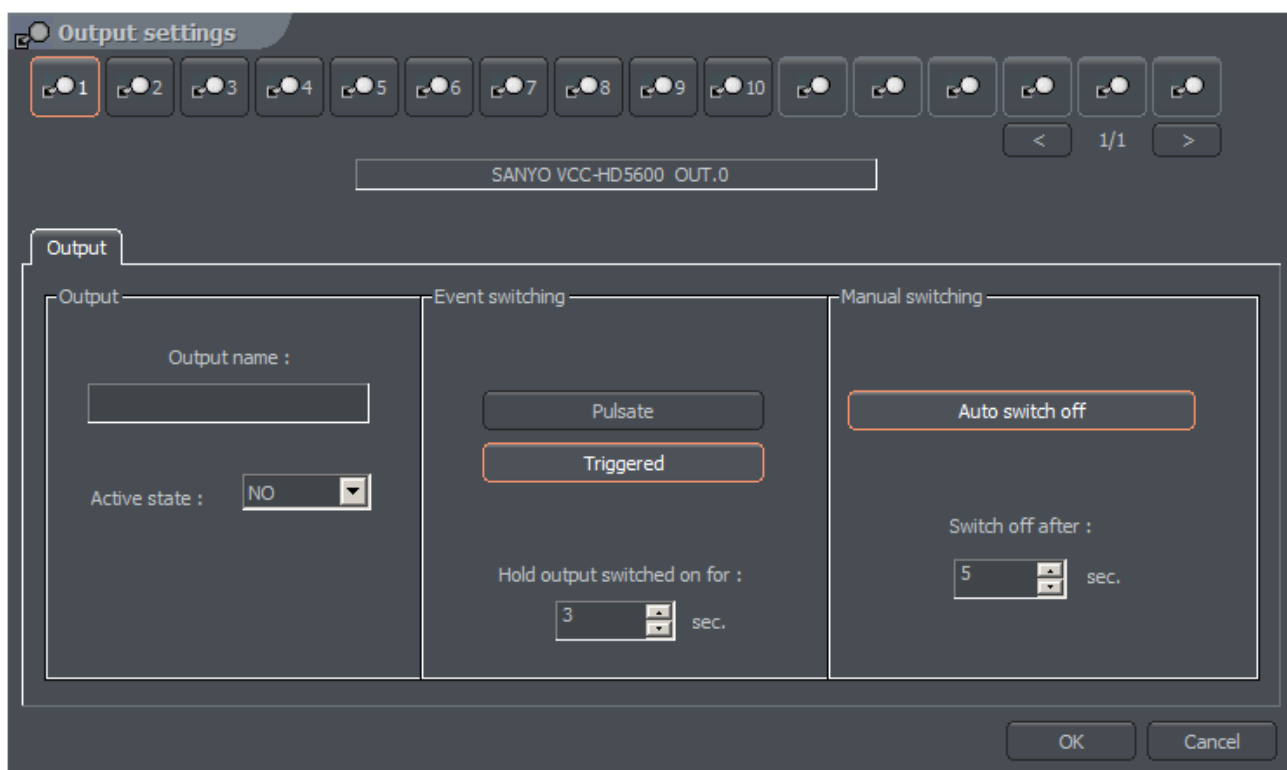 Output settings
1 2 3 4 5 6 7 8 9 10
< 1/1 >
SANYO VCC-HD5600 OUT.0
Output
Output
Output name :
Active state : NO
Event switching
Pulsate
Triggered
Hold output switched on for :
3 sec.
Manual switching
Auto switch off
Switch off after :
5 sec.
OK Cancel